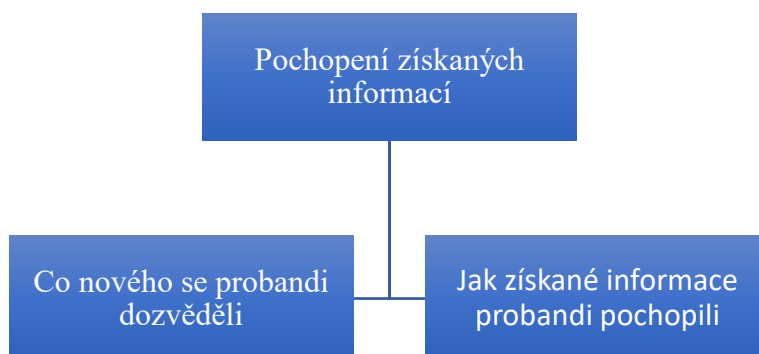 Pochopení získaných
informací
Co nového se probandi
dozvěděli
Jak získané informace
probandi pochopili